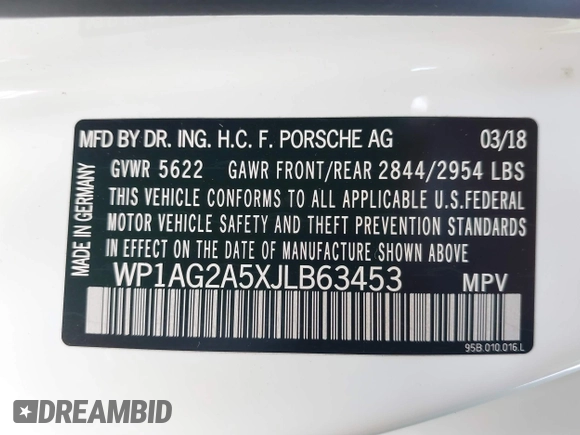 MFD BY DR. ING. H.C. F. PORSCHE AG 03/18
GVWR 5622 GAWR FRONT/REAR 2844/2954 LBS
THIS VEHICLE CONFORMS TO ALL APPLICABLE U.S.FEDERAL
MOTOR VEHICLE SAFETY AND THEFT PREVENTION STANDARDS
IN EFFECT ON THE DATE OF MANUFACTURE SHOWN ABOVE
WP1AG2A5XJLB63453 MPV
95B.010.016.L
MADE IN GERMANY
DREAMBID